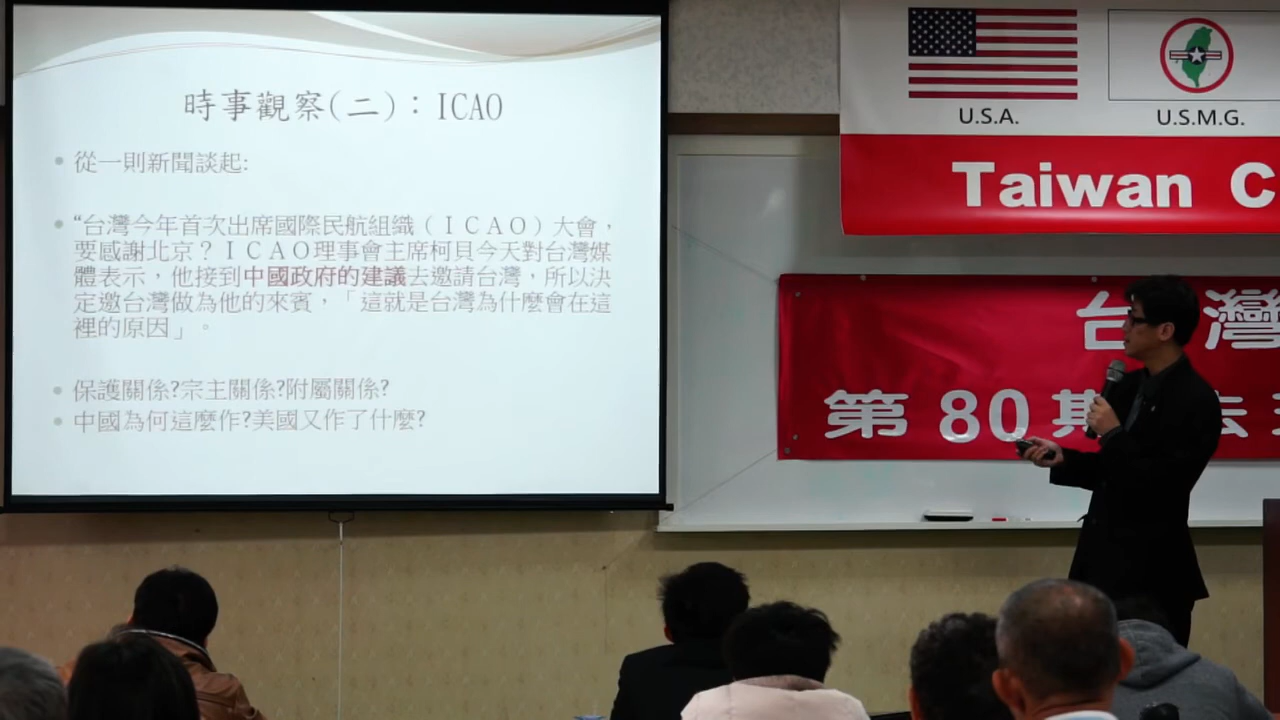 時事觀察(二)：ICAO
• 從一則新聞談起:
• “台灣今年首次出席國際民航組織（ＩＣＡＯ）大會，
要感謝北京？ＩＣＡＯ理事會主席柯貝今天對台灣媒
體表示，他接到中國政府的建議去邀請台灣，所以決
定邀台灣做為他的來賓，「這就是台灣為什麼會在這
裡的原因」。
• 保護關係?宗主關係?附屬關係?
• 中國為何這麼作?美國又作了什麼?
U.S.A.
U.S.M.G.
Taiwan C
台灣
第80期